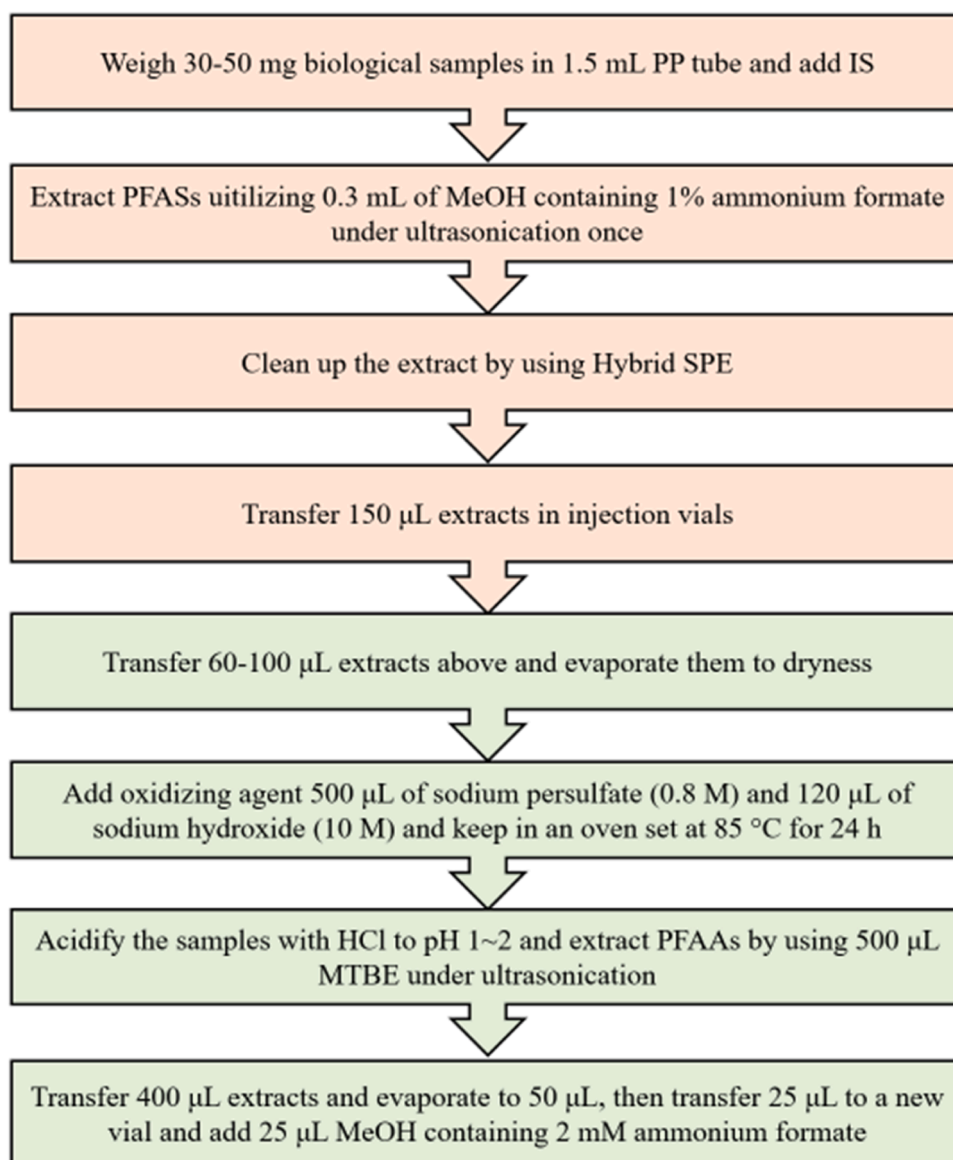 Weigh 30-50 mg biological samples in 1.5 mL PP tube and add IS
Extract PFASs uitilizing 0.3 mL of MeOH containing 1% ammonium formate
under ultrasonication once
Clean up the extract by using Hybrid SPE
Transfer 150 μL extracts in injection vials
Transfer 60-100 μL extracts above and evaporate them to dryness
Add oxidizing agent 500 μL of sodium persulfate (0.8 M) and 120 μL of
sodium hydroxide (10 M) and keep in an oven set at 85 °C for 24 h
Acidify the samples with HCl to pH 1~2 and extract PFAAs by using 500 μL
MTBE under ultrasonication
Transfer 400 μL extracts and evaporate to 50 μL, then transfer 25 μL to a new
vial and add 25 μL MeOH containing 2 mM ammonium formate